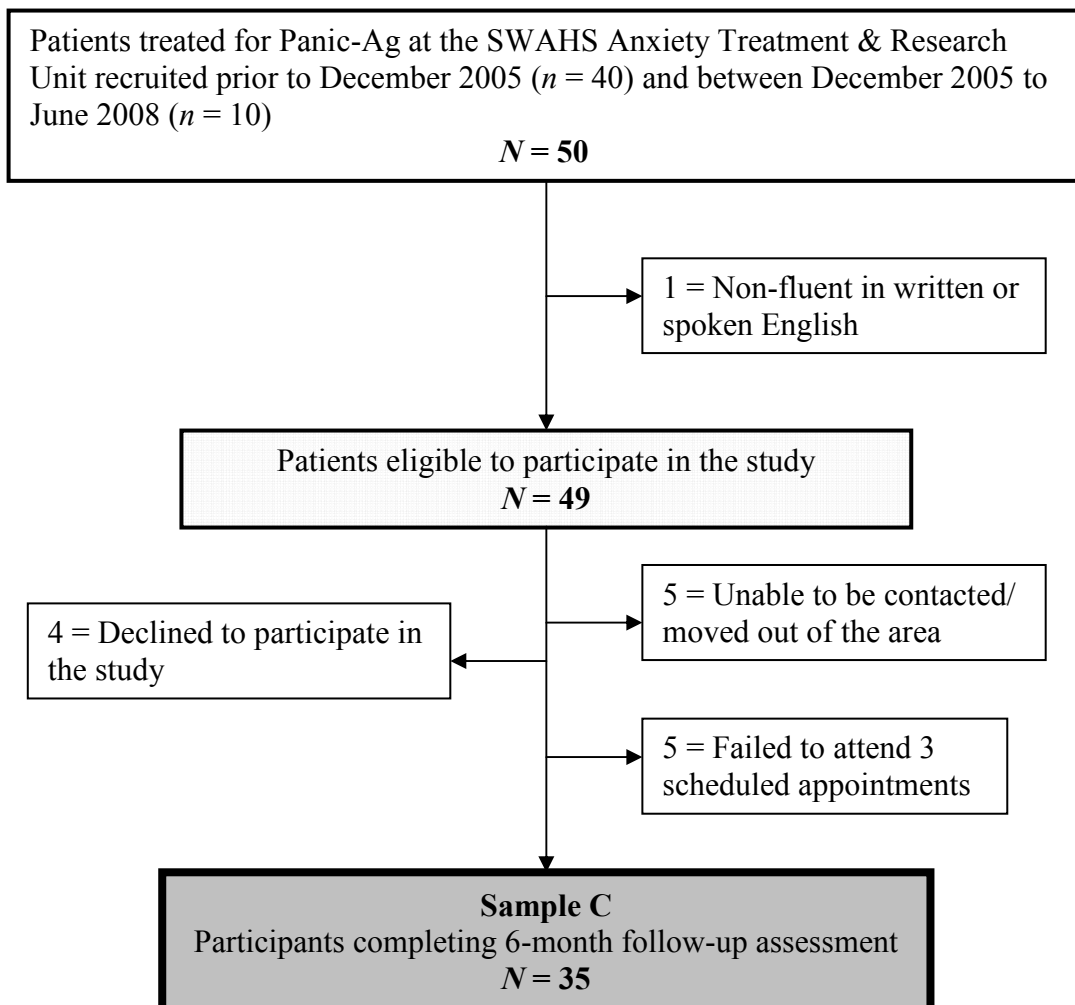 Patients treated for Panic-Ag at the SWAHS Anxiety Treatment & Research
Unit recruited prior to December 2005 (n = 40) and between December 2005 to
June 2008 (n = 10)
N = 50
1 = Non-fluent in written or
spoken English
Patients eligible to participate in the study
N = 49
5 = Unable to be contacted/
moved out of the area
4 = Declined to participate in
the study
5 = Failed to attend 3
scheduled appointments
Sample C
Participants completing 6-month follow-up assessment
N = 35